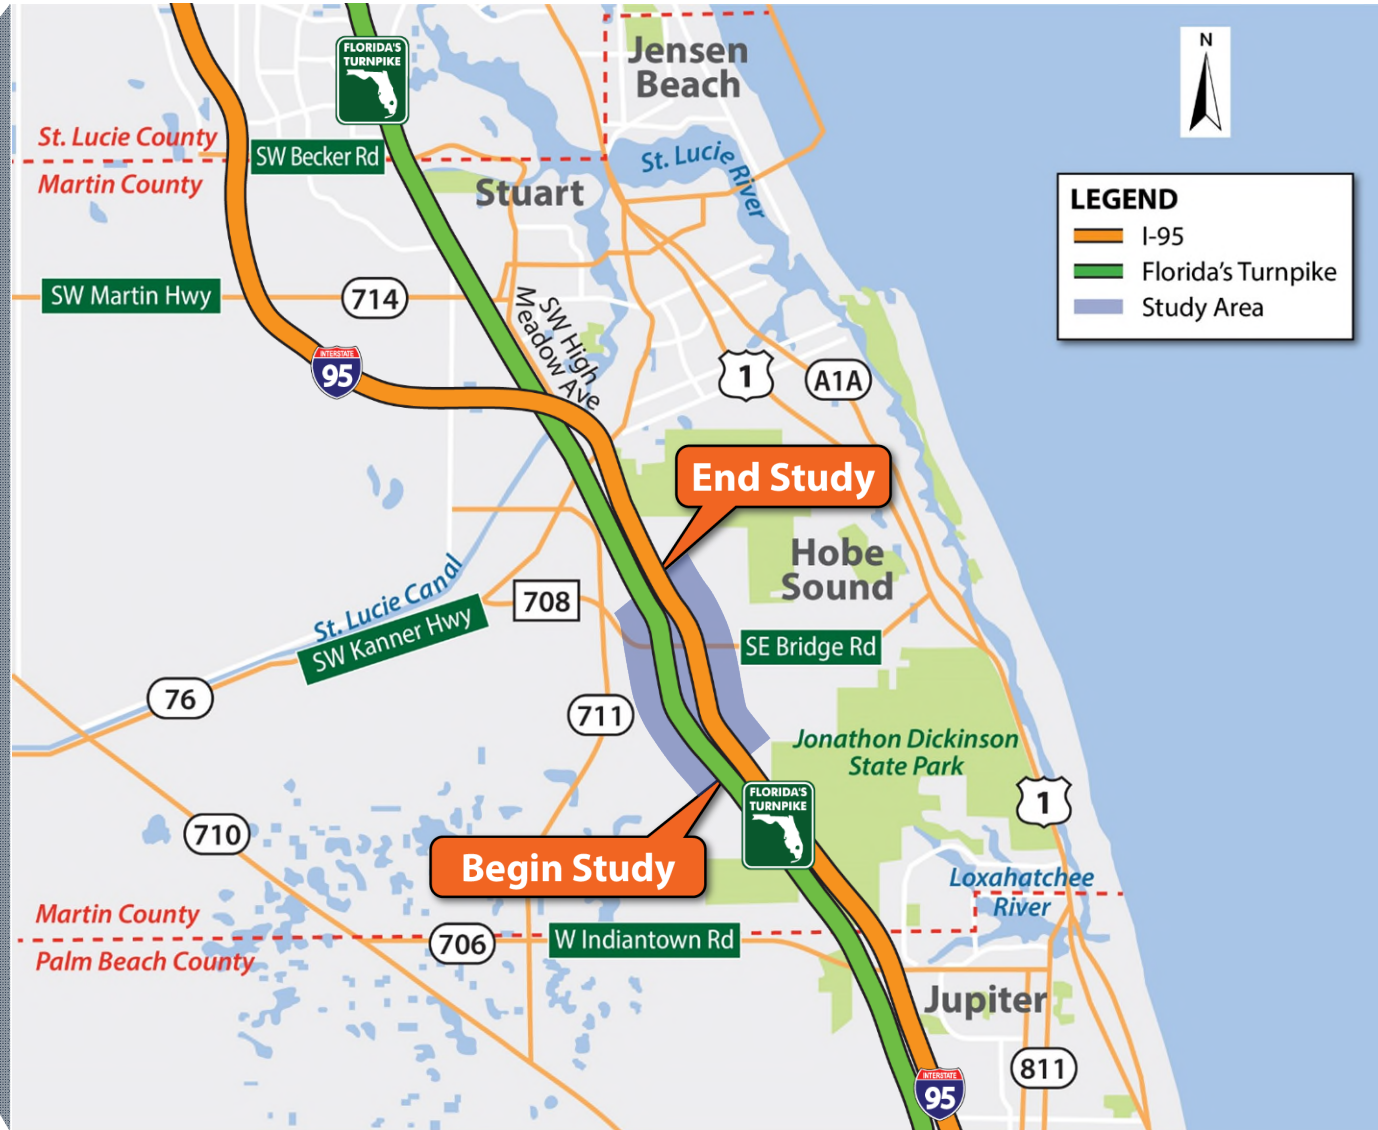 FLORIDA'S
TURNPIKE
Jensen
Beach
N
St. Lucie County
SW Becker Rd
Martin County
St. Lucie
River
Stuart
LEGEND
I-95
Florida's Turnpike
Study Area
SW Martin Hwy
714
SW High
Meadow Ave
INTERSTATE
95
1
A1A
End Study
Hobe
Sound
St. Lucie Canal
SW Kanner Hwy
708
SE Bridge Rd
76
711
Jonathon Dickinson
State Park
FLORIDA'S
TURNPIKE
1
710
Begin Study
Loxahatchee
River
Martin County
706
W Indiantown Rd
Palm Beach County
Jupiter
811
INTERSTATE
95